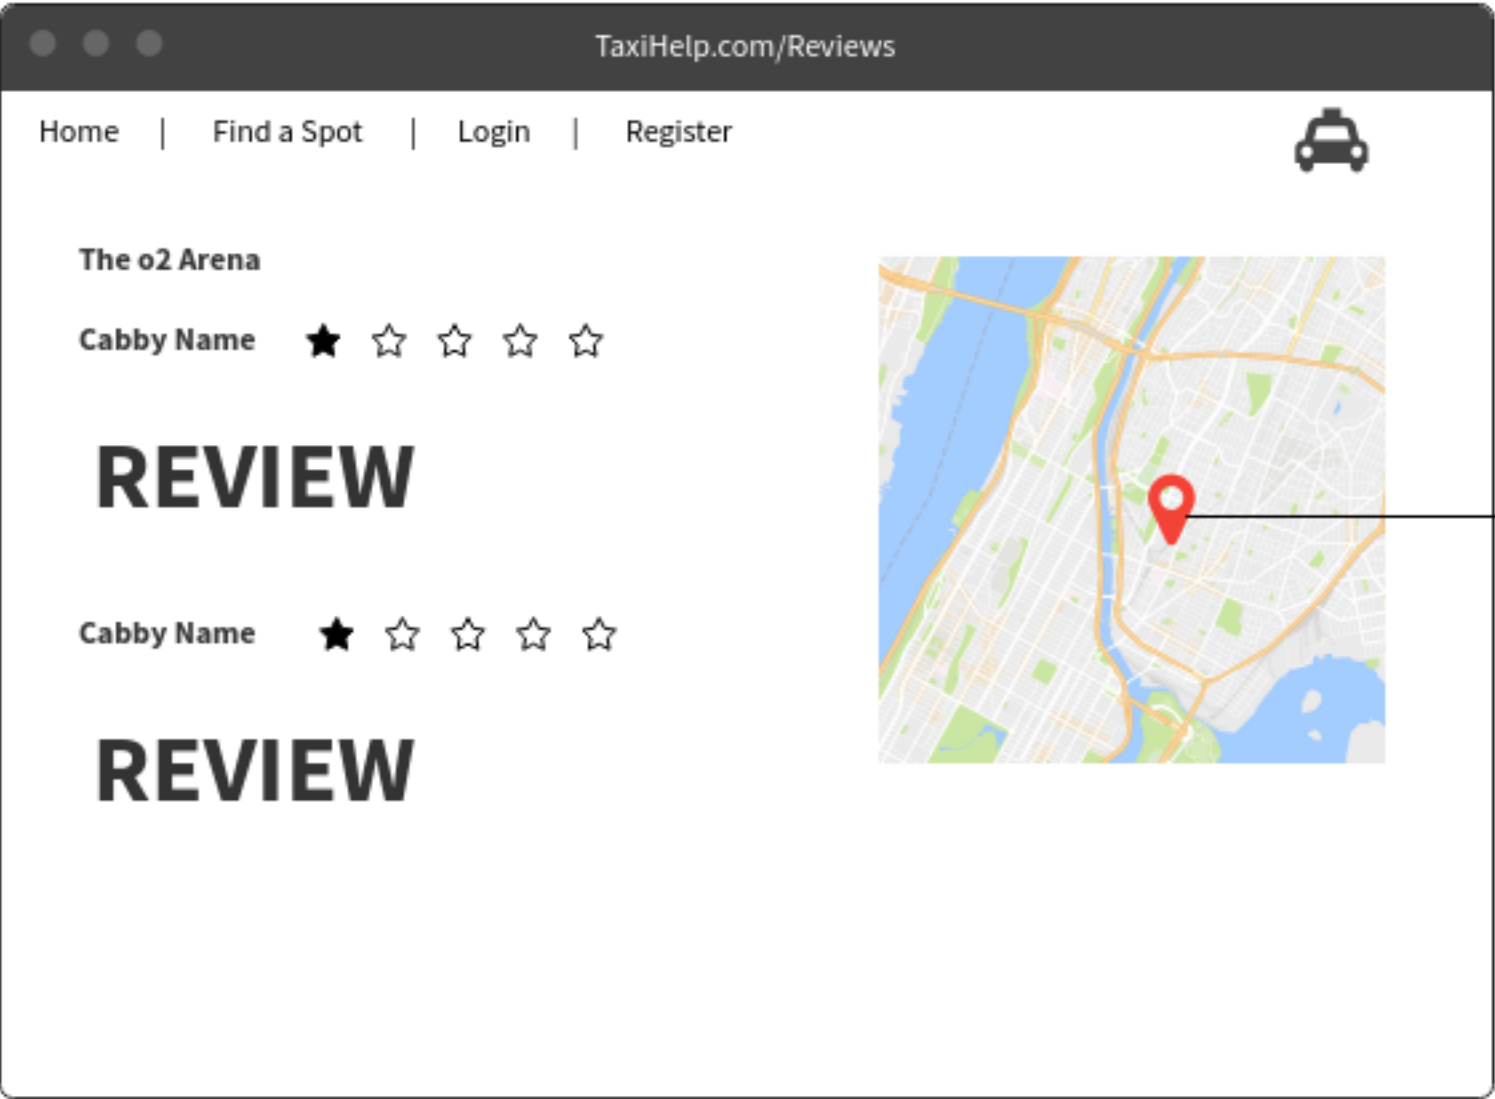 TaxiHelp.com/Reviews
Home | Find a Spot | Login | Register
The o2 Arena
Cabby Name
REVIEW
Cabby Name
REVIEW